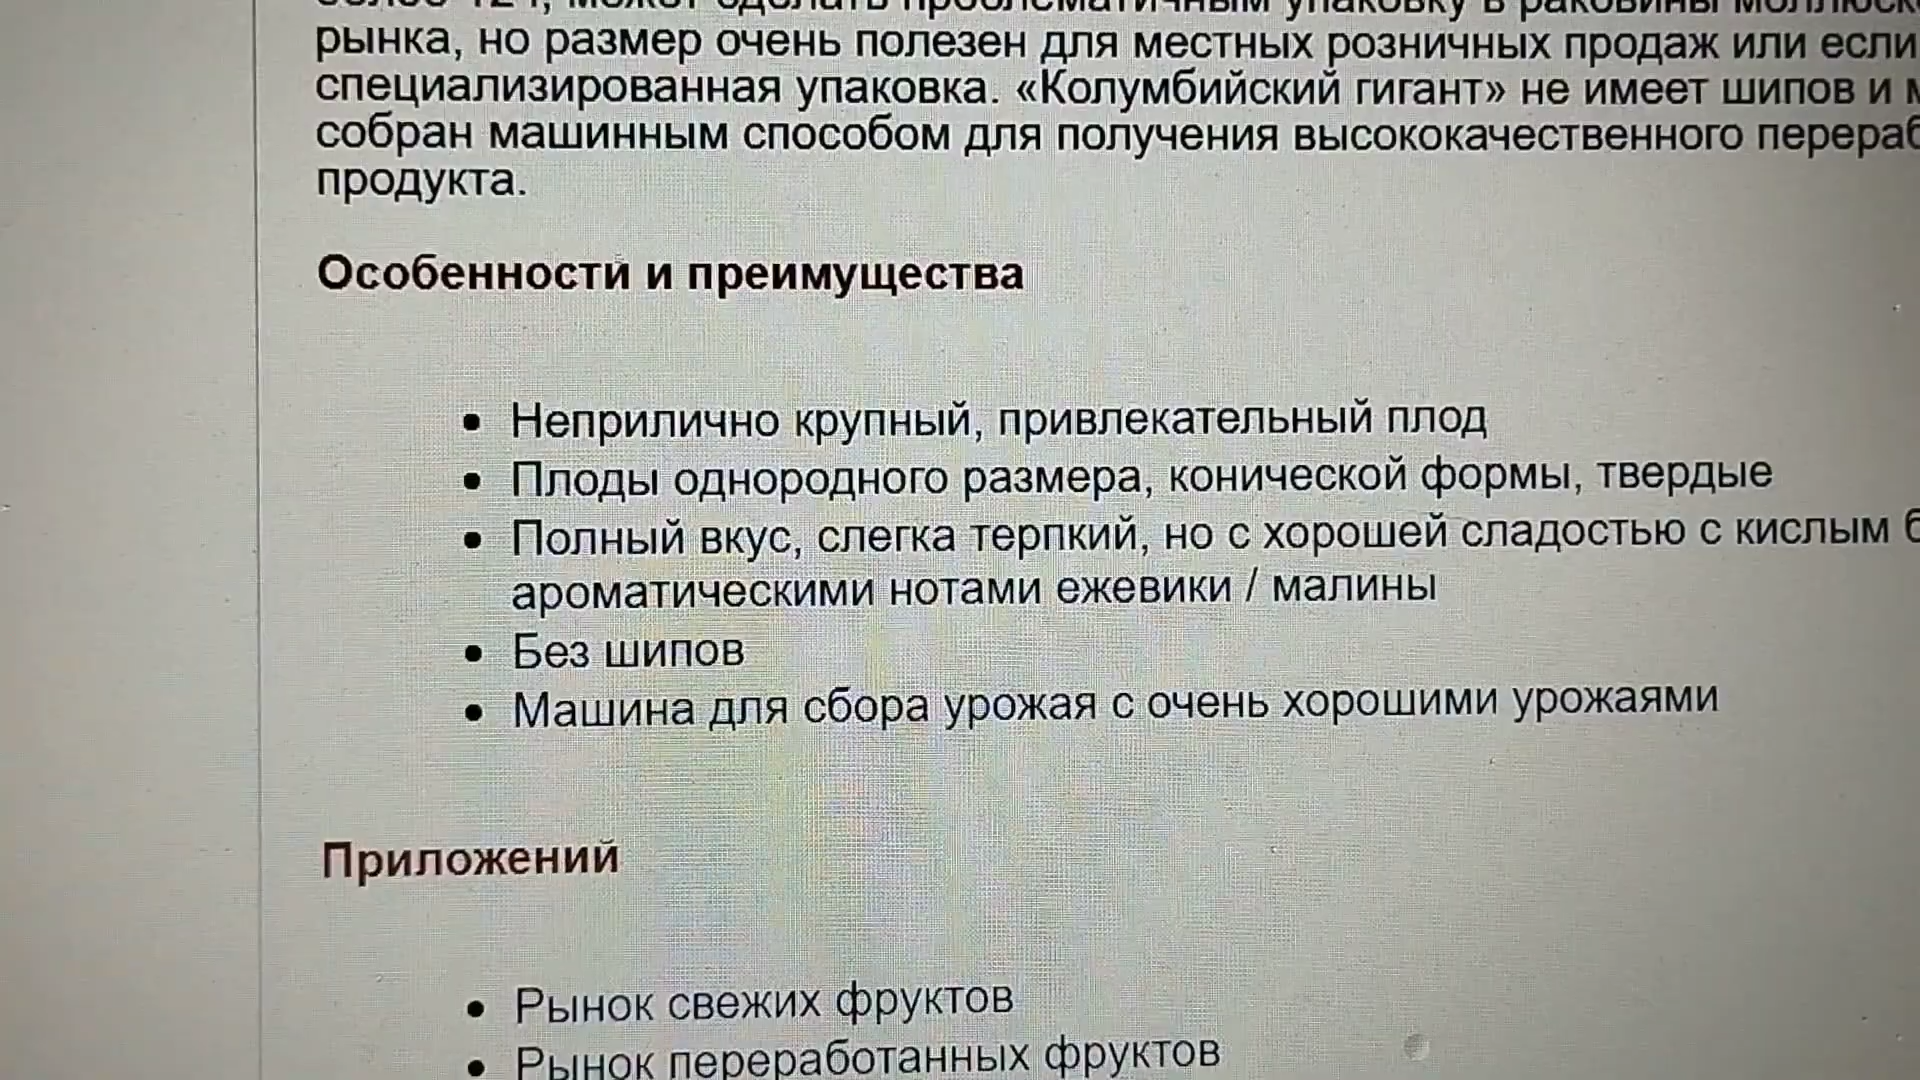 рынка, но размер очень полезен для местных розничных продаж или если
специализированная упаковка. «Колумбийский гигант» не имеет шипов и
собран машинным способом для получения высококачественного
продукта.
Особенности и преимущества
• Неприлично крупный, привлекательный плод
• Плоды однородного размера, конической формы, твердые
• Полный вкус, слегка терпкий, но с хорошей сладостью с кислым
ароматическими нотами ежевики / малины
• Без шипов
• Машина для сбора урожая с очень хорошими урожаями
Приложений
• Рынок свежих фруктов
• Рынок переработанных фруктов